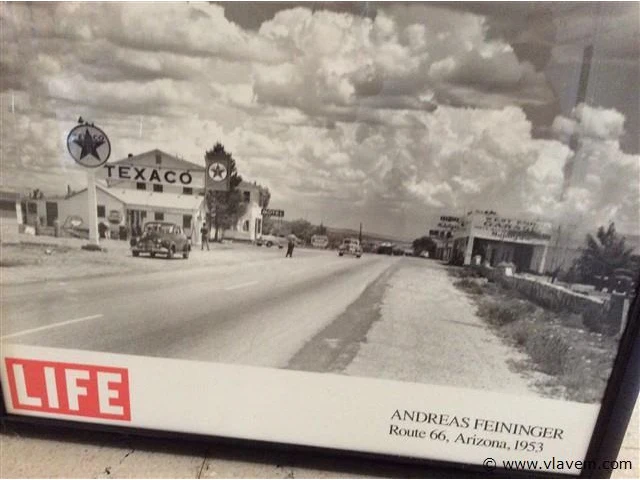 TEXACO
LIFE
ANDREAS FEININGER
Route 66, Arizona, 1953
© www.vlavem.com